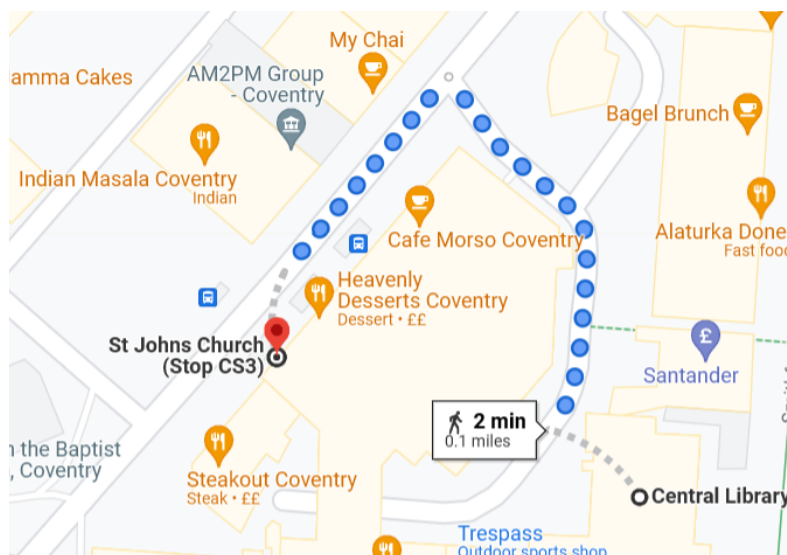 My Chai
amma Cakes
AM2PM Group
- Coventry
Bagel Brunch
Indian Masala Coventry
Indian
Cafe Morso Coventry
Alaturka Done
Fast food
Heavenly
Desserts Coventry
Dessert • ££
St Johns Church
(Stop CS3)
£
Santander
2 min
0.1 miles
n the Baptist
, Coventry
Steakout Coventry
Steak • ££
Central Library
Trespass
Outdoor sports shop